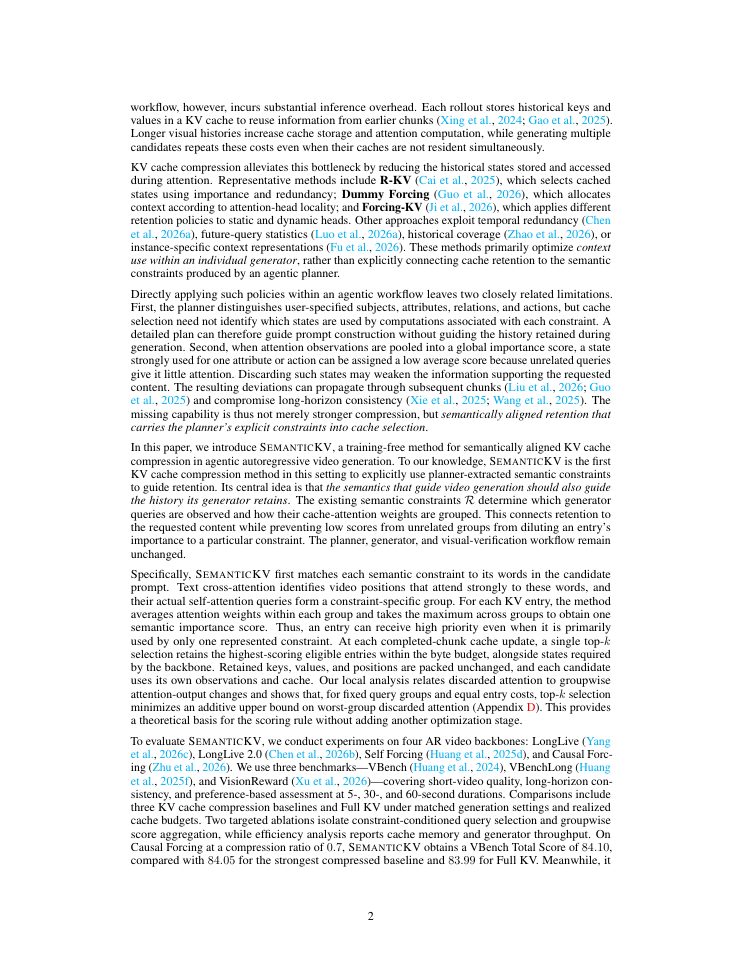 workflow, however, incurs substantial inference overhead. Each rollout stores historical keys and
values in a KV cache to reuse information from earlier chunks (Xing et al., 2024; Gao et al., 2025).
Longer visual histories increase cache storage and attention computation, while generating multiple
candidates repeats these costs even when their caches are not resident simultaneously.
KV cache compression alleviates this bottleneck by reducing the historical states stored and accessed
during attention. Representative methods include R-KV (Cai et al., 2025), which selects cached
states using importance and redundancy; Dummy Forcing (Guo et al., 2026), which allocates
context according to attention-head locality; and Forcing-KV (Ji et al., 2026), which applies different
retention policies to static and dynamic heads. Other approaches exploit temporal redundancy (Chen
et al., 2026a), future-query statistics (Luo et al., 2026a), historical coverage (Zhao et al., 2026), or
instance-specific context representations (Fu et al., 2026). These methods primarily optimize context
use within an individual generator, rather than explicitly connecting cache retention to the semantic
constraints produced by an agentic planner.
Directly applying such policies within an agentic workflow leaves two closely related limitations.
First, the planner distinguishes user-specified subjects, attributes, relations, and actions, but cache
selection need not identify which states are used by computations associated with each constraint. A
detailed plan can therefore guide prompt construction without guiding the history retained during
generation. Second, when attention observations are pooled into a global importance score, a state
strongly used for one attribute or action can be assigned a low average score because unrelated queries
give it little attention. Discarding such states may weaken the information supporting the requested
content. The resulting deviations can propagate through subsequent chunks (Liu et al., 2026; Guo
et al., 2025) and compromise long-horizon consistency (Xie et al., 2025; Wang et al., 2025). The
missing capability is thus not merely stronger compression, but semantically aligned retention that
carries the planner's explicit constraints into cache selection.
In this paper, we introduce SEMANTICKV, a training-free method for semantically aligned KV cache
compression in agentic autoregressive video generation. To our knowledge, SEMANTICKV is the first
KV cache compression method in this setting to explicitly use planner-extracted semantic constraints
to guide retention. Its central idea is that the semantics that guide video generation should also guide
the history its generator retains. The existing semantic constraints R determine which generator
queries are observed and how their cache-attention weights are grouped. This connects retention to
the requested content while preventing low scores from unrelated groups from diluting an entry's
importance to a particular constraint. The planner, generator, and visual-verification workflow remain
unchanged.
Specifically, SEMANTICKV first matches each semantic constraint to its words in the candidate
prompt. Text cross-attention identifies video positions that attend strongly to these words, and
their actual self-attention queries form a constraint-specific group. For each KV entry, the method
averages attention weights within each group and takes the maximum across groups to obtain one
semantic importance score. Thus, an entry can receive high priority even when it is primarily
used by only one represented constraint. At each completed-chunk cache update, a single top-k
selection retains the highest-scoring eligible entries within the byte budget, alongside states required
by the backbone. Retained keys, values, and positions are packed unchanged, and each candidate
uses its own observations and cache. Our local analysis relates discarded attention to groupwise
attention-output changes and shows that, for fixed query groups and equal entry costs, top-k selection
minimizes an additive upper bound on worst-group discarded attention (Appendix D). This provides
a theoretical basis for the scoring rule without adding another optimization stage.
To evaluate SEMANTICKV, we conduct experiments on four AR video backbones: LongLive (Yang
et al., 2026c), LongLive 2.0 (Chen et al., 2026b), Self Forcing (Huang et al., 2025d), and Causal Forc-
ing (Zhu et al., 2026). We use three benchmarks—VBench (Huang et al., 2024), VBenchLong (Huang
et al., 2025f), and VisionReward (Xu et al., 2026)—covering short-video quality, long-horizon con-
sistency, and preference-based assessment at 5-, 30-, and 60-second durations. Comparisons include
three KV cache compression baselines and Full KV under matched generation settings and realized
cache budgets. Two targeted ablations isolate constraint-conditioned query selection and groupwise
score aggregation, while efficiency analysis reports cache memory and generator throughput. On
Causal Forcing at a compression ratio of 0.7, SEMANTICKV obtains a VBench Total Score of 84.10,
compared with 84.05 for the strongest compressed baseline and 83.99 for Full KV. Meanwhile, it
2